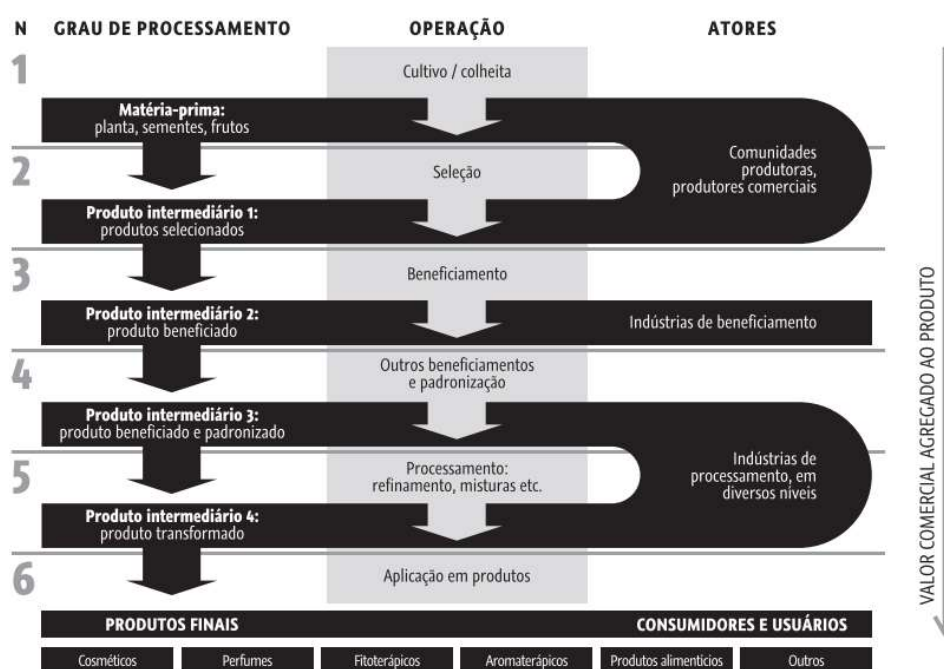 N GRAU DE PROCESSAMENTO OPERAÇÃO ATORES
1
Cultivo / colheita
Matéria-prima:
planta, sementes, frutos
2
Seleção
Comunidades
produtoras,
produtores comerciais
Produto intermediário 1:
produtos selecionados
3
Beneficiamento
Produto intermediário 2:
produto beneficiado
Indústrias de beneficiamento
4
Outros beneficiamentos
e padronização
Produto intermediário 3:
produto beneficiado e padronizado
5
Processamento:
refinamento, misturas etc.
Indústrias de
processamento, em
diversos níveis
Produto intermediário 4:
produto transformado
6
Aplicação em produtos
VALOR COMERCIAL AGREGADO AO PRODUTO
PRODUTOS FINAIS CONSUMIDORES E USUÁRIOS
Cosméticos Perfumes Fitoterápicos Aromaterápicos Produtos alimentícios Outros